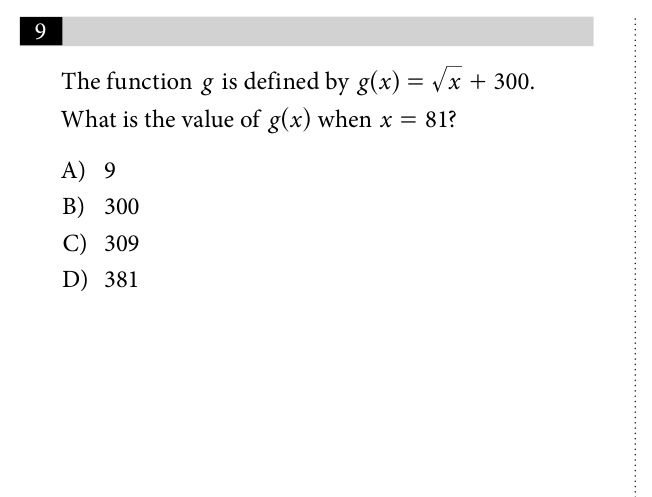 9
The function g is defined by g(x) = √x + 300.
What is the value of g(x) when x = 81?
A) 9
B) 300
C) 309
D) 381